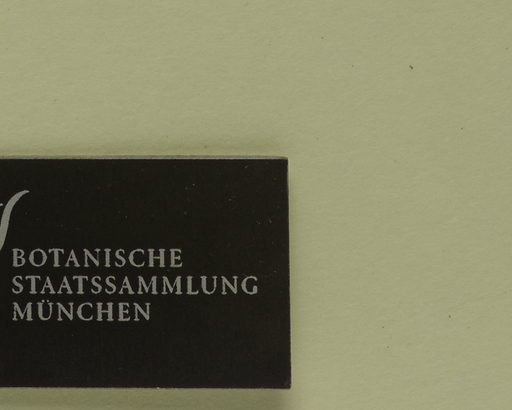 BOTANISCHE
STAATSSAMMLUNG
MÜNCHEN